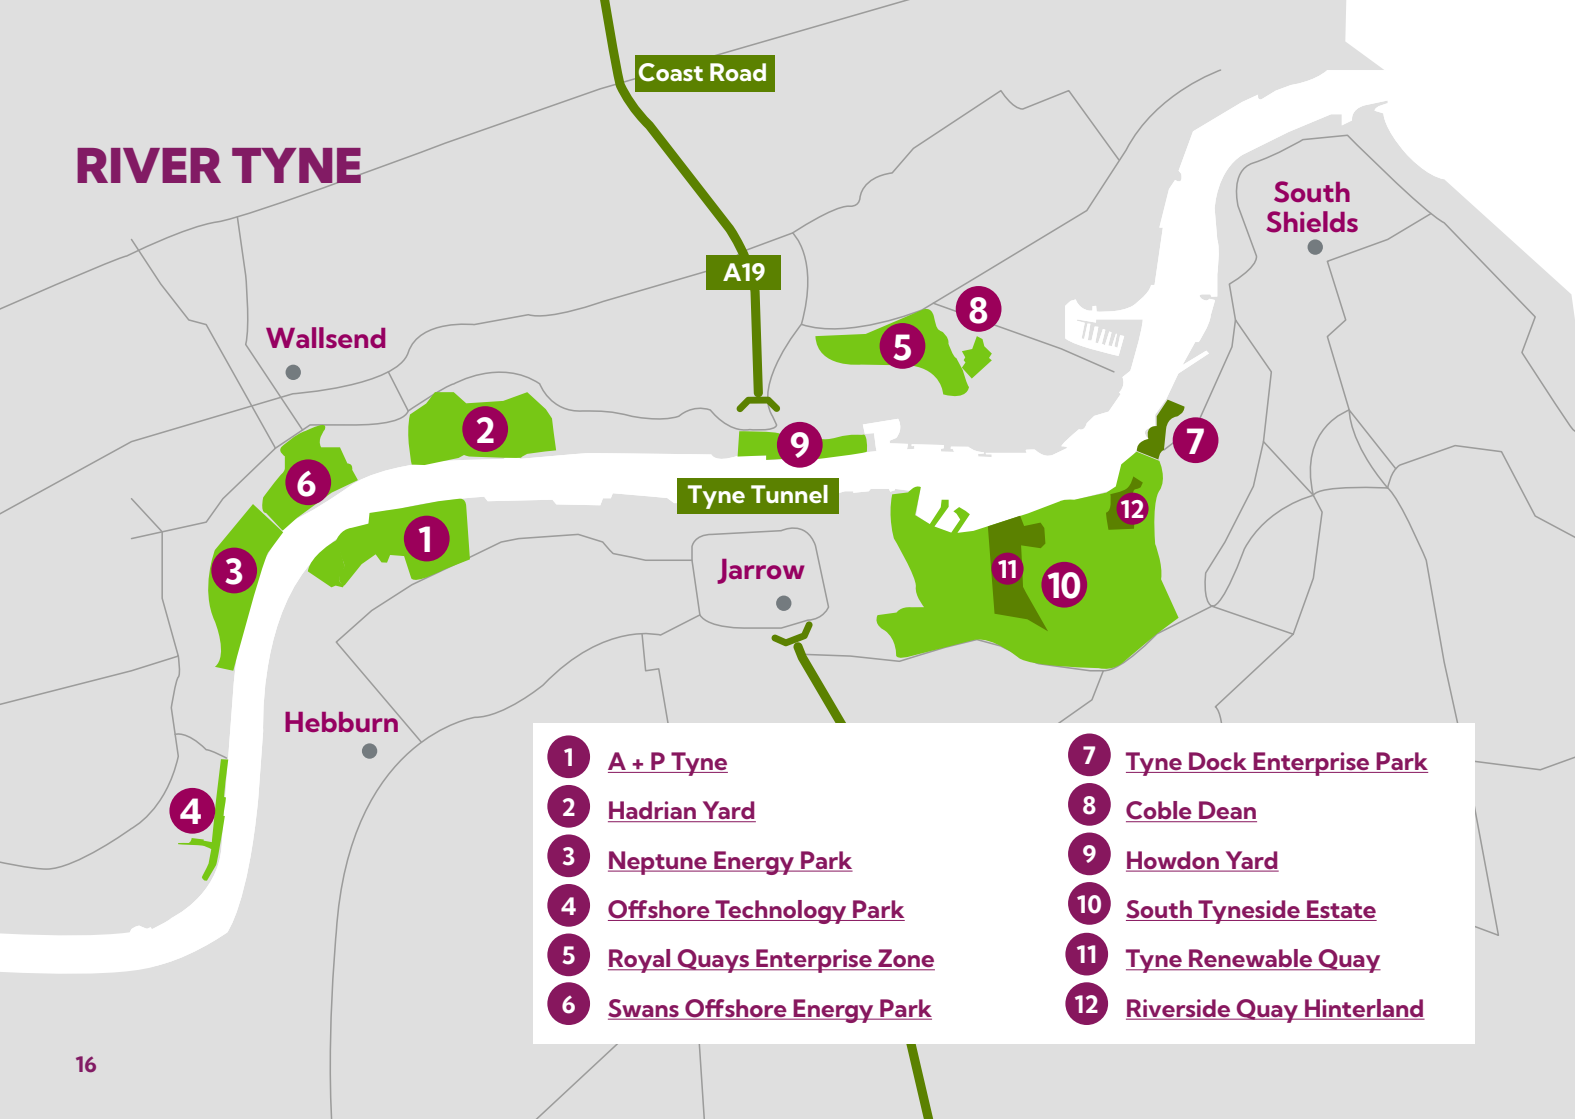 Coast Road
RIVER TYNE
South
Shields
A19
8
5
Wallsend
2
9
7
6
Tyne Tunnel
12
1
3
Jarrow
11
10
Hebburn
4
1 A + P Tyne
2 Hadrian Yard
3 Neptune Energy Park
4 Offshore Technology Park
5 Royal Quays Enterprise Zone
6 Swans Offshore Energy Park
7 Tyne Dock Enterprise Park
8 Coble Dean
9 Howdon Yard
10 South Tyneside Estate
11 Tyne Renewable Quay
12 Riverside Quay Hinterland
16